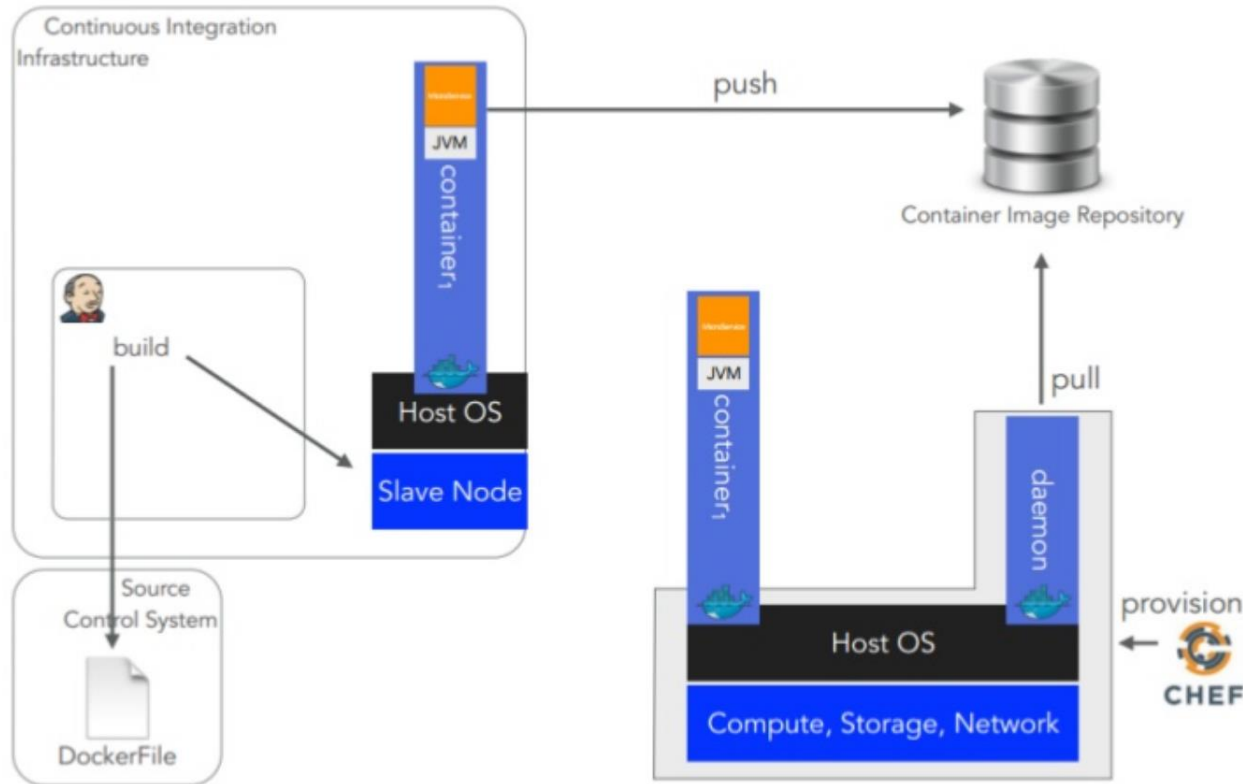 Continuous Integration
Infrastructure
JVM
container1
Host OS
Slave Node
build
push
Container Image Repository
pull
Source
Control System
DockerFile
JVM
container1
daemon
Host OS
Compute, Storage, Network
provision
CHEF